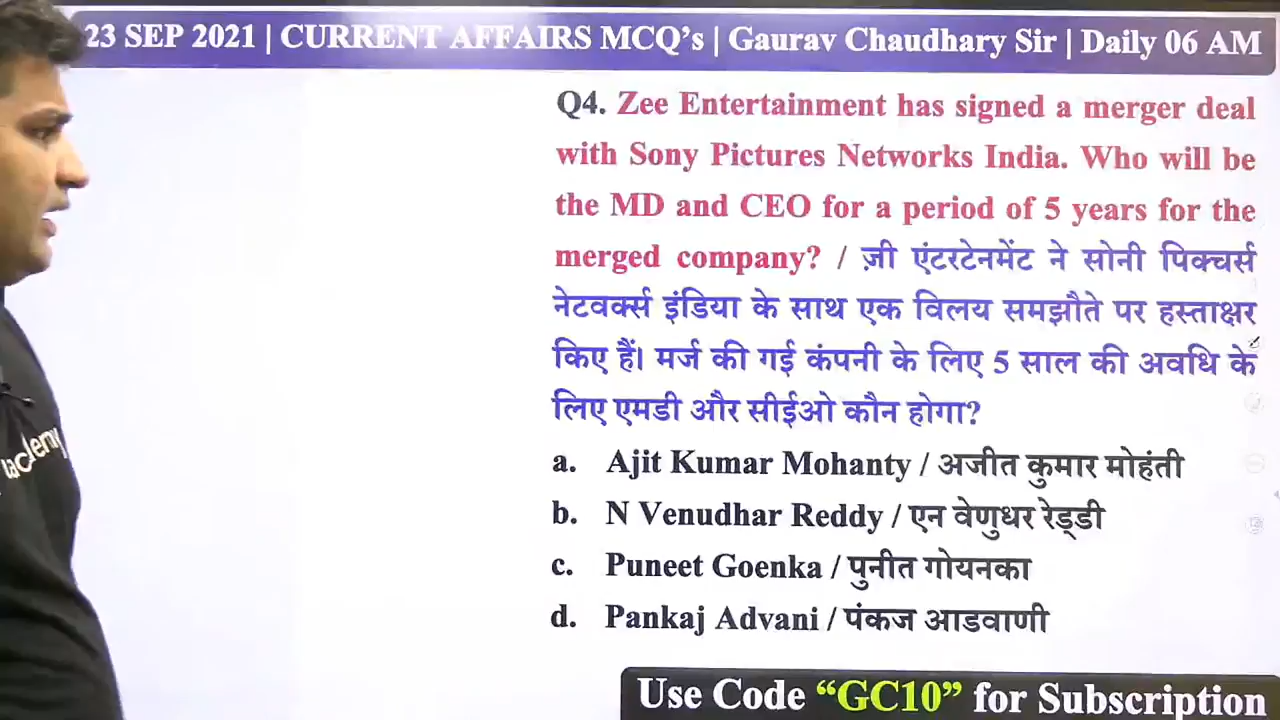 23 SEP 2021 | CURRENT AFFAIRS MCQ's | Gaurav Chaudhary Sir | Daily 06 AM
Q4. Zee Entertainment has signed a merger deal
with Sony Pictures Networks India. Who will be
the MD and CEO for a period of 5 years for the
merged company? / ज़ी एंटरटेनमेंट ने सोनी पिक्चर्स
नेटवर्क्स इंडिया के साथ एक विलय समझौते पर हस्ताक्षर
किए हैं। मर्ज की गई कंपनी के लिए 5 साल की अवधि के
लिए एमडी और सीईओ कौन होगा?
a. Ajit Kumar Mohanty / अजीत कुमार मोहंती
b. N Venudhar Reddy / एन वेणुधर रेड्डी
c. Puneet Goenka / पुनीत गोयनका
d. Pankaj Advani / पंकज आडवाणी
Use Code “GC10” for Subscription